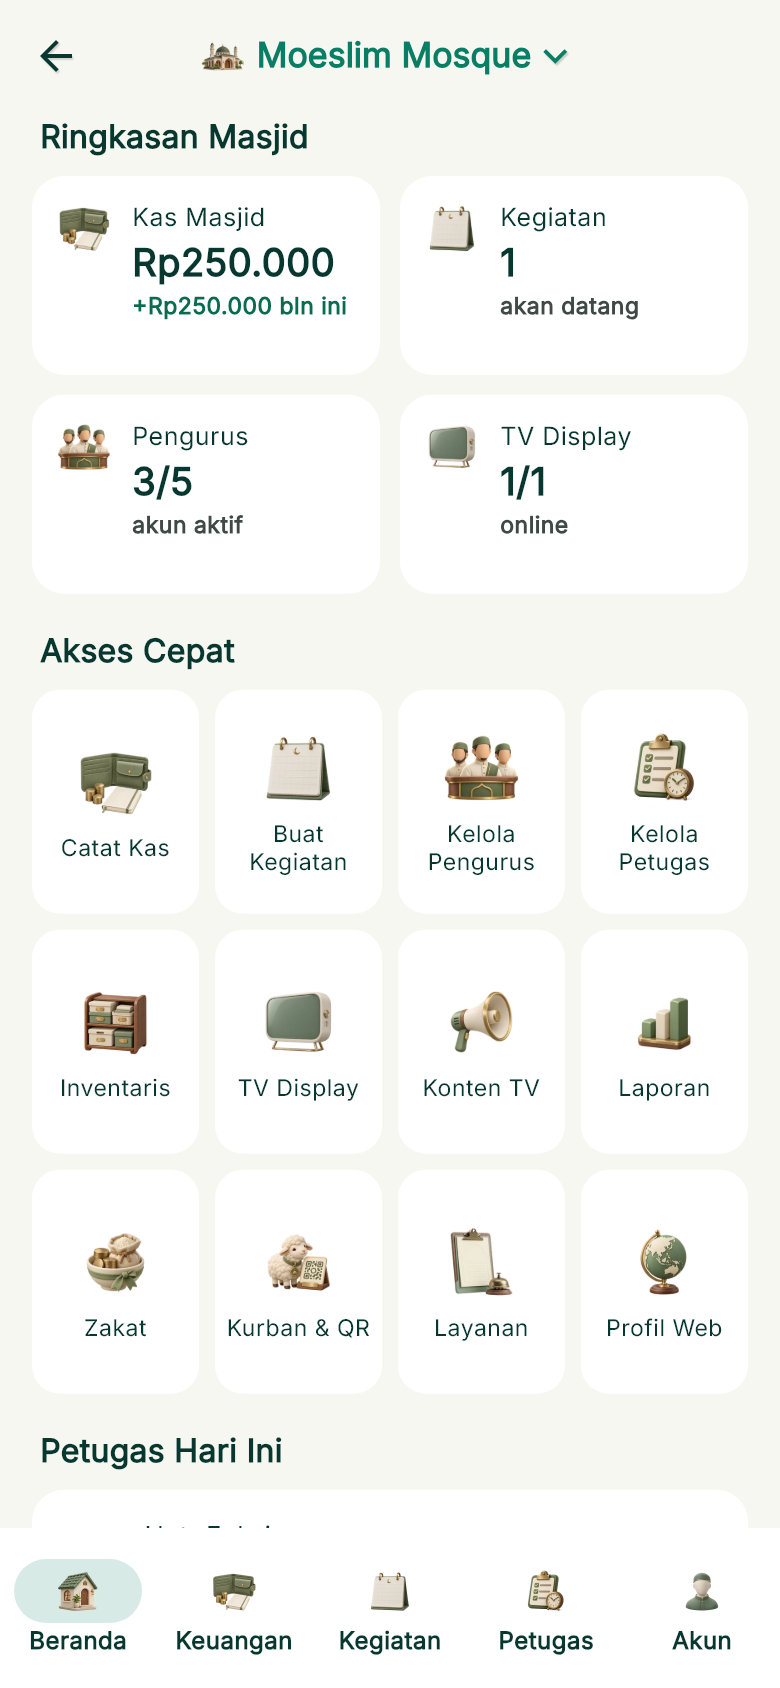 Moeslim Mosque
Ringkasan Masjid
Kas Masjid
Rp250.000
+Rp250.000 bln ini
Kegiatan
1
akan datang
Pengurus
3/5
akun aktif
TV Display
1/1
online
Akses Cepat
Catat Kas
Buat
Kegiatan
Kelola
Pengurus
Kelola
Petugas
Inventaris
TV Display
Konten TV
Laporan
Zakat
Kurban & QR
Layanan
Profil Web
Petugas Hari Ini
Beranda
Keuangan
Kegiatan
Petugas
Akun